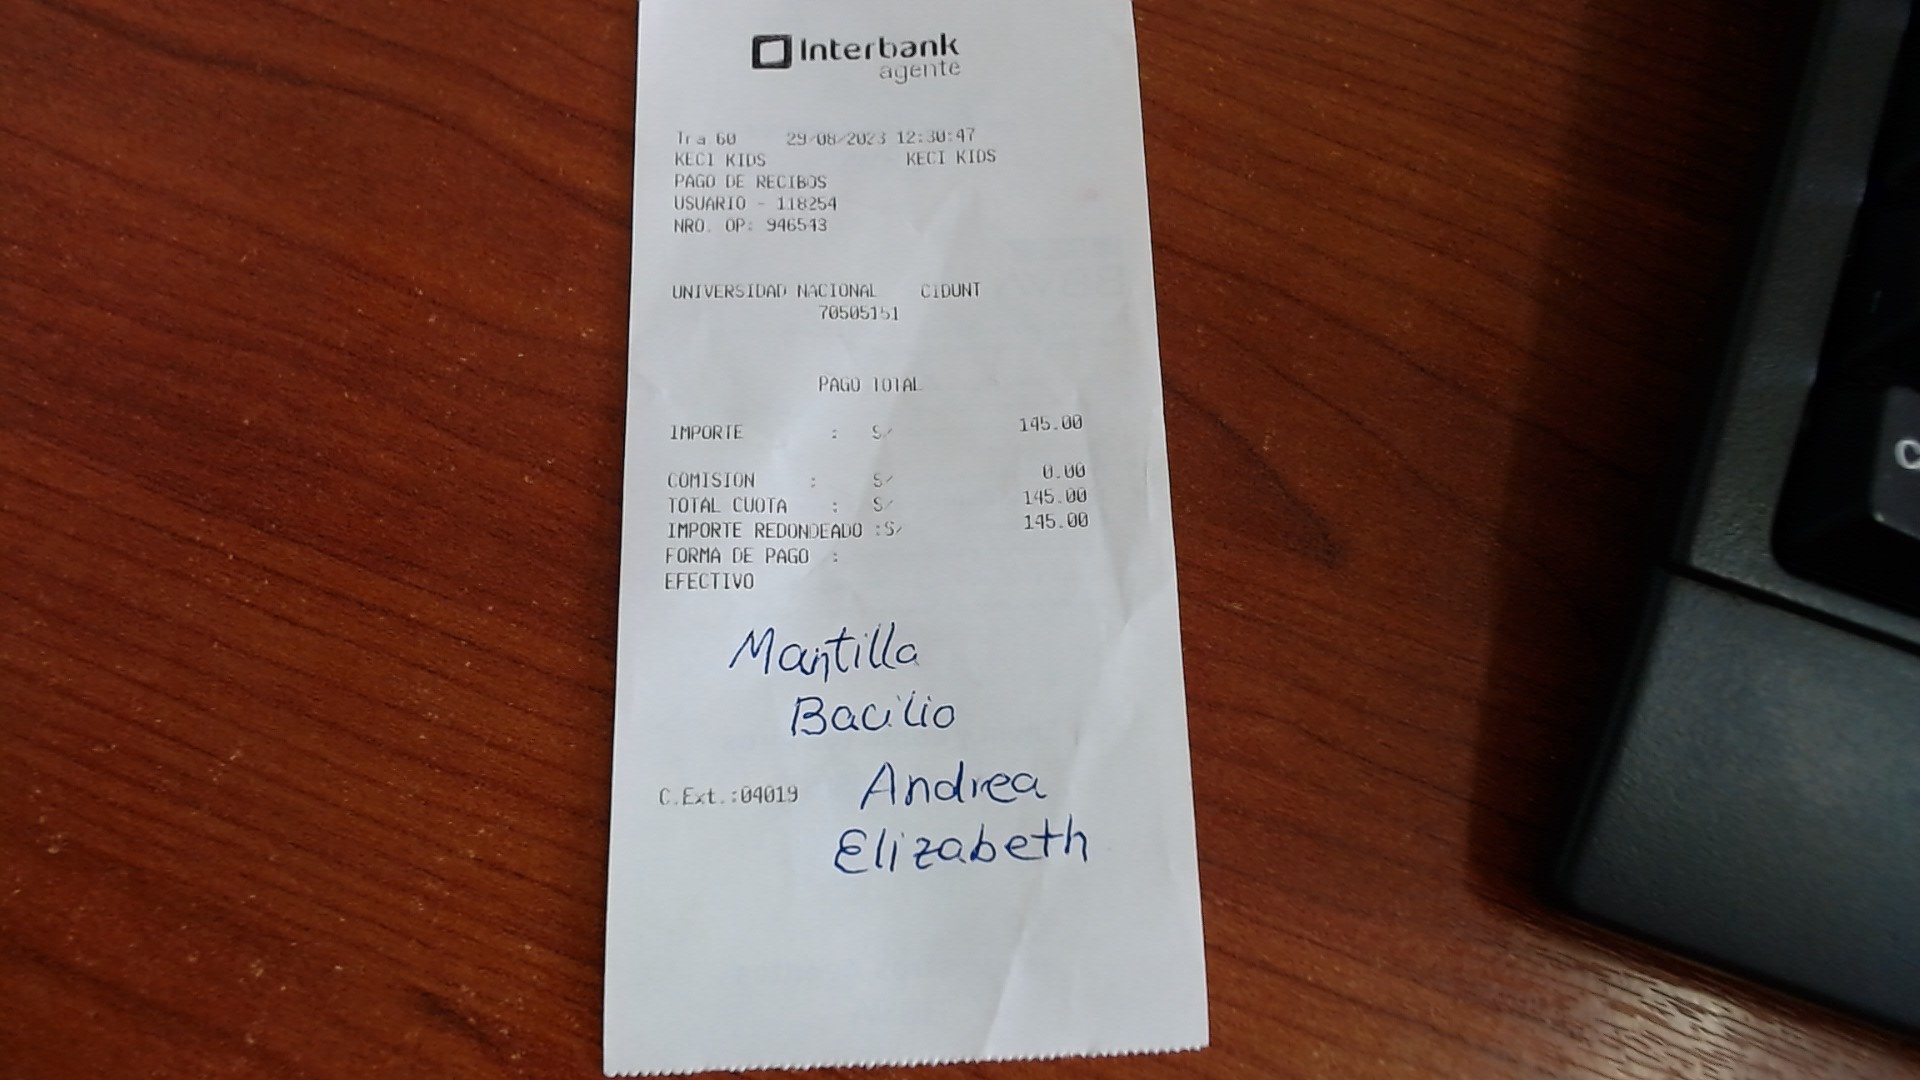 Interbank
agente
Tra 60 29/08/2023 12:30:47
KECI KIDS KECI KIDS
PAGO DE RECIBOS
USUARIO - 118254
NRO. OP: 946543
UNIVERSIDAD NACIONAL CIDUNT
70505151
PAGO TOTAL
IMPORTE : S/ 145.00
COMISION : S/ 0.00
TOTAL CUOTA : S/ 145.00
IMPORTE REDONDEADO :S/ 145.00
FORMA DE PAGO :
EFECTIVO
Mantilla
Bacilio
Andrea
C.Ext.:04019
Elizabeth
C